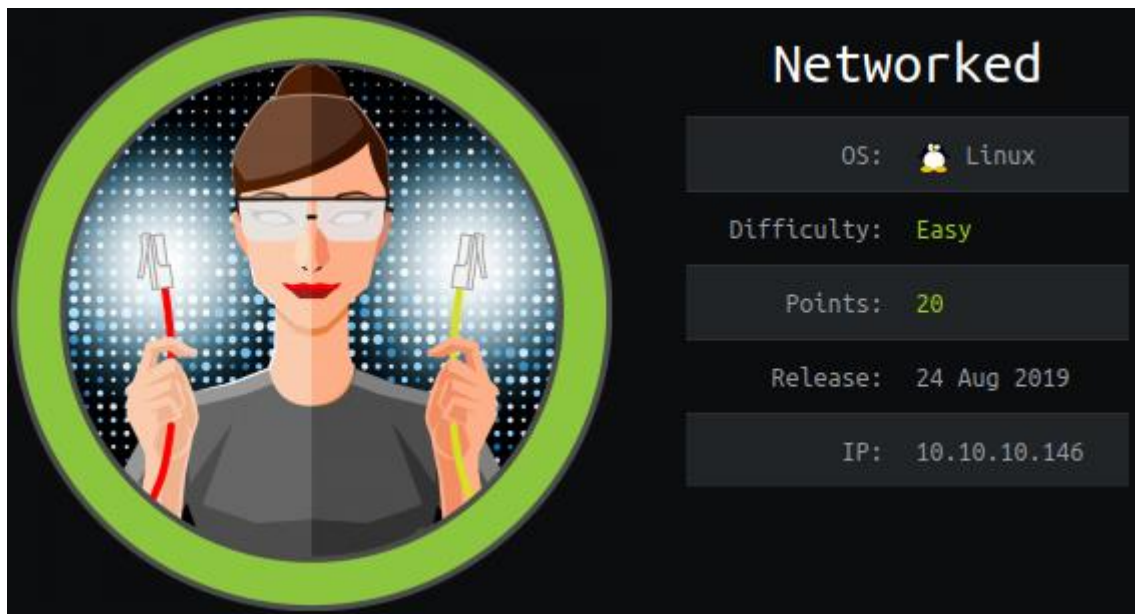 Networked
OS: Linux
Difficulty: Easy
Points: 20
Release: 24 Aug 2019
IP: 10.10.10.146